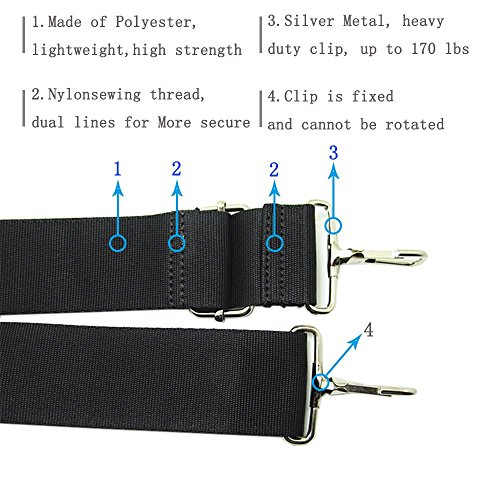 1.Made of Polyester,
lightweight,high strength
3.Silver Metal, heavy
duty clip, up to 170 lbs
2.Nylonsewing thread,
dual lines for More secure
4.Clip is fixed
and cannot be rotated
1
2
2
3
4